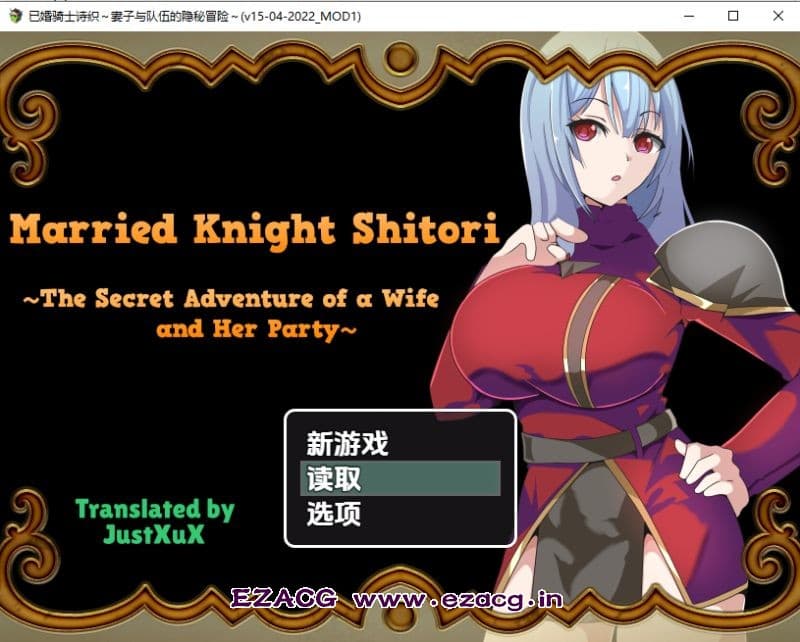 已婚骑士诗织～妻子与队伍的隐秘冒险～(v15-04-2022_MOD1)
Married Knight Shitori
~The Secret Adventure of a Wife
and Her Party~
新游戏
读取
选项
Translated by
JustXuX
EZACG www.ezacg.in